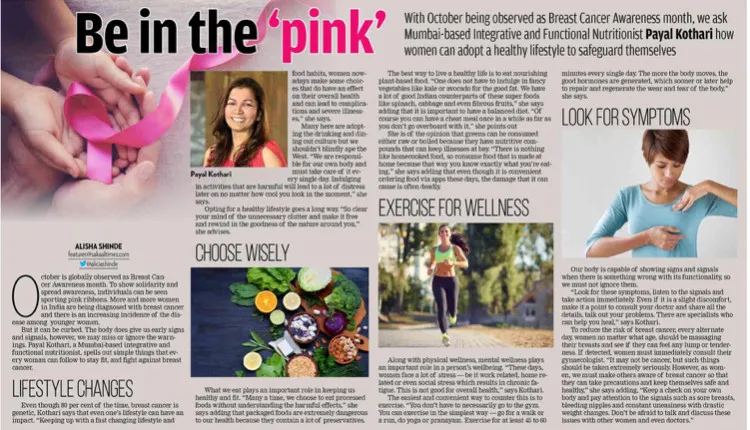 Be in the 'pink'
With October being observed as Breast Cancer Awareness month, we ask
Mumbai-based Integrative and Functional Nutritionist Payal Kothari how
women can adopt a healthy lifestyle to safeguard themselves
ALISHA SHINDE
features@sakaaltimes.com
@aliciashinde
October is globally observed as Breast Can-
cer Awareness month. To show solidarity and
spread awareness, individuals can be seen
sporting pink ribbons. More and more women
in India are being diagnosed with breast cancer
and there is an increasing incidence of the dis-
ease among younger women.
But it can be curbed. The body does give us early signs
and signals, however, we may miss or ignore the warn-
ings. Payal Kothari, a Mumbai-based integrative and
functional nutritionist, spells out simple things that ev-
ery woman can follow to stay fit, and fight against breast
cancer.
LIFESTYLE CHANGES
Even though 80 per cent of the time, breast cancer is
genetic, Kothari says that even one's lifestyle can have an
impact. "Keeping up with a fast changing lifestyle and
Payal Kothari
food habits, women now-
adays make some choic-
es that do have an effect
on their overall health
and can lead to complica-
tions and severe illness-
es," she says.
Many here are adopt-
ing the drinking and din-
ing out culture but we
shouldn't blindly ape the
West. "We are responsi-
ble for our own body and
must take care of it ev-
ery single day. Indulging
in activities that are harmful will lead to a lot of distress
later on no matter how cool you look in the moment," she
says.
Opting for a healthy lifestyle goes a long way. "So clear
your mind of the unnecessary clutter and make it free
and rewind in the goodness of the nature around you,"
she advises.
CHOOSE WISELY
What we eat plays an important role in keeping us
healthy and fit. "Many a time, we choose to eat processed
foods without understanding the harmful effects," she
says adding that packaged foods are extremely dangerous
to our health because they contain a lot of preservatives.
The best way to live a healthy life is to eat nourishing
plant-based food. "One does not have to indulge in fancy
vegetables like kale or avocado for the good fat. We have
a lot of good Indian counterparts of these super foods
like spinach, cabbage and even fibrous fruits," she says
adding that it is important to have a balanced diet. "Of
course you can have a cheat meal once in a while as far as
you don't go overboard with it," she points out
She is of the opinion that greens can be consumed
either raw or boiled because they have nutritive com-
pounds that can keep illnesses at bay. "There is nothing
like homecooked food, so consume food that is made at
home because that way you know exactly what you're eat-
ing," she says adding that even though it is convenient
ordering food via apps these days, the damage that it can
cause is often deadly.
EXERCISE FOR WELLNESS
Along with physical wellness, mental wellness plays
an important role in a person's wellbeing. "These days,
women face a lot of stress — be it work related, home re-
lated or even social stress which results in chronic fa-
tigue. This is not good for overall health," says Kothari.
The easiest and convenient way to counter this is to
exercise. "You don't have to necessarily go to the gym.
You can exercise in the simplest way — go for a walk or
a run, do yoga or pranayam. Exercise for at least 45 to 60
minutes every single day. The more the body moves, the
good hormones are generated, which sooner or later help
to repair and regenerate the wear and tear of the body,"
she says.
LOOK FOR SYMPTOMS
Our body is capable of showing signs and signals
when there is something wrong with its functionality, so
we must not ignore them.
"Look for these symptoms, listen to the signals and
take action immediately. Even if it is a slight discomfort,
make it a point to consult your doctor and share all the
details, talk out your problems. There are specialists who
can help you heal," says Kothari.
To reduce the risk of breast cancer, every alternate
day, women no matter what age, should be massaging
their breasts and see if they can feel any lump or tender-
ness. If detected, women must immediately consult their
gynaecologist. "It may not be cancer, but such things
should be taken extremely seriously. However, as wom-
en, we must make others aware of breast cancer so that
they can take precautions and keep themselves safe and
healthy," she says adding, "Keep a check on your own
body and pay attention to the signals such as sore breasts,
bleeding nipples and constant uneasiness with drastic
weight changes. Don't be afraid to talk and discuss these
issues with other women and even doctors."